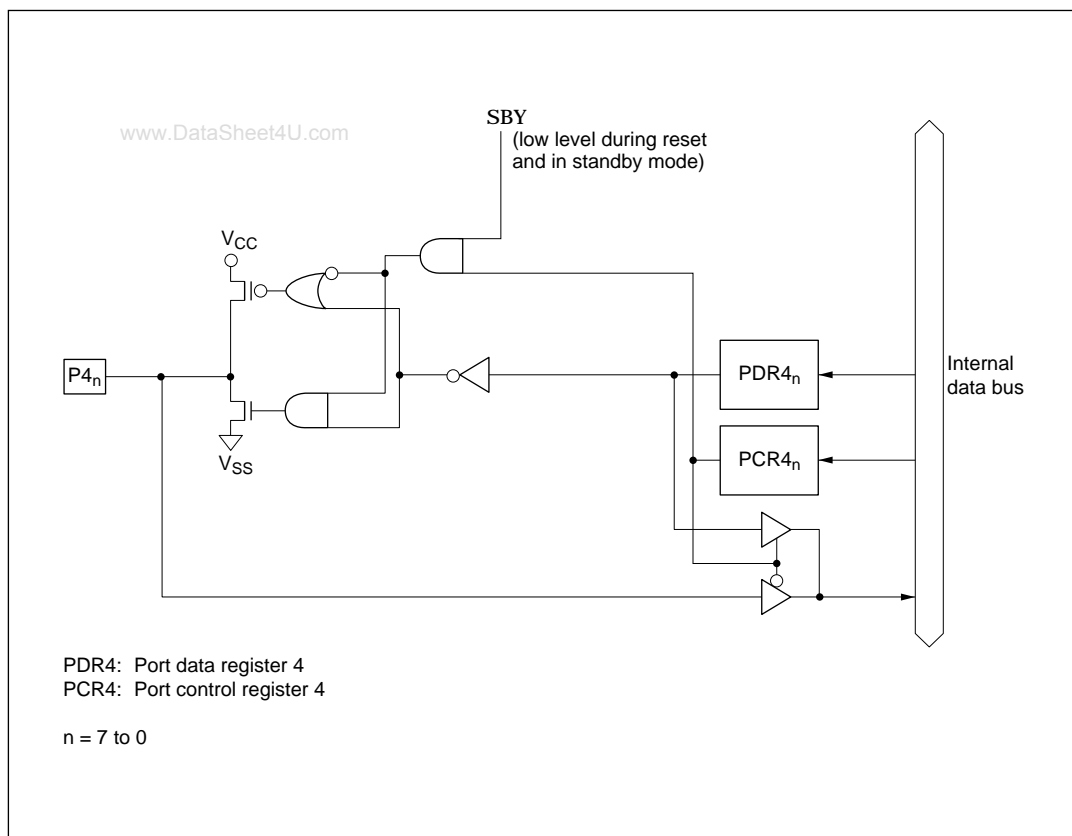 www.DataSheet4U.com
SBY
(low level during reset
and in standby mode)
VCC
P4n
VSS
PDR4n
PCR4n
Internal
data bus
PDR4: Port data register 4
PCR4: Port control register 4
n = 7 to 0